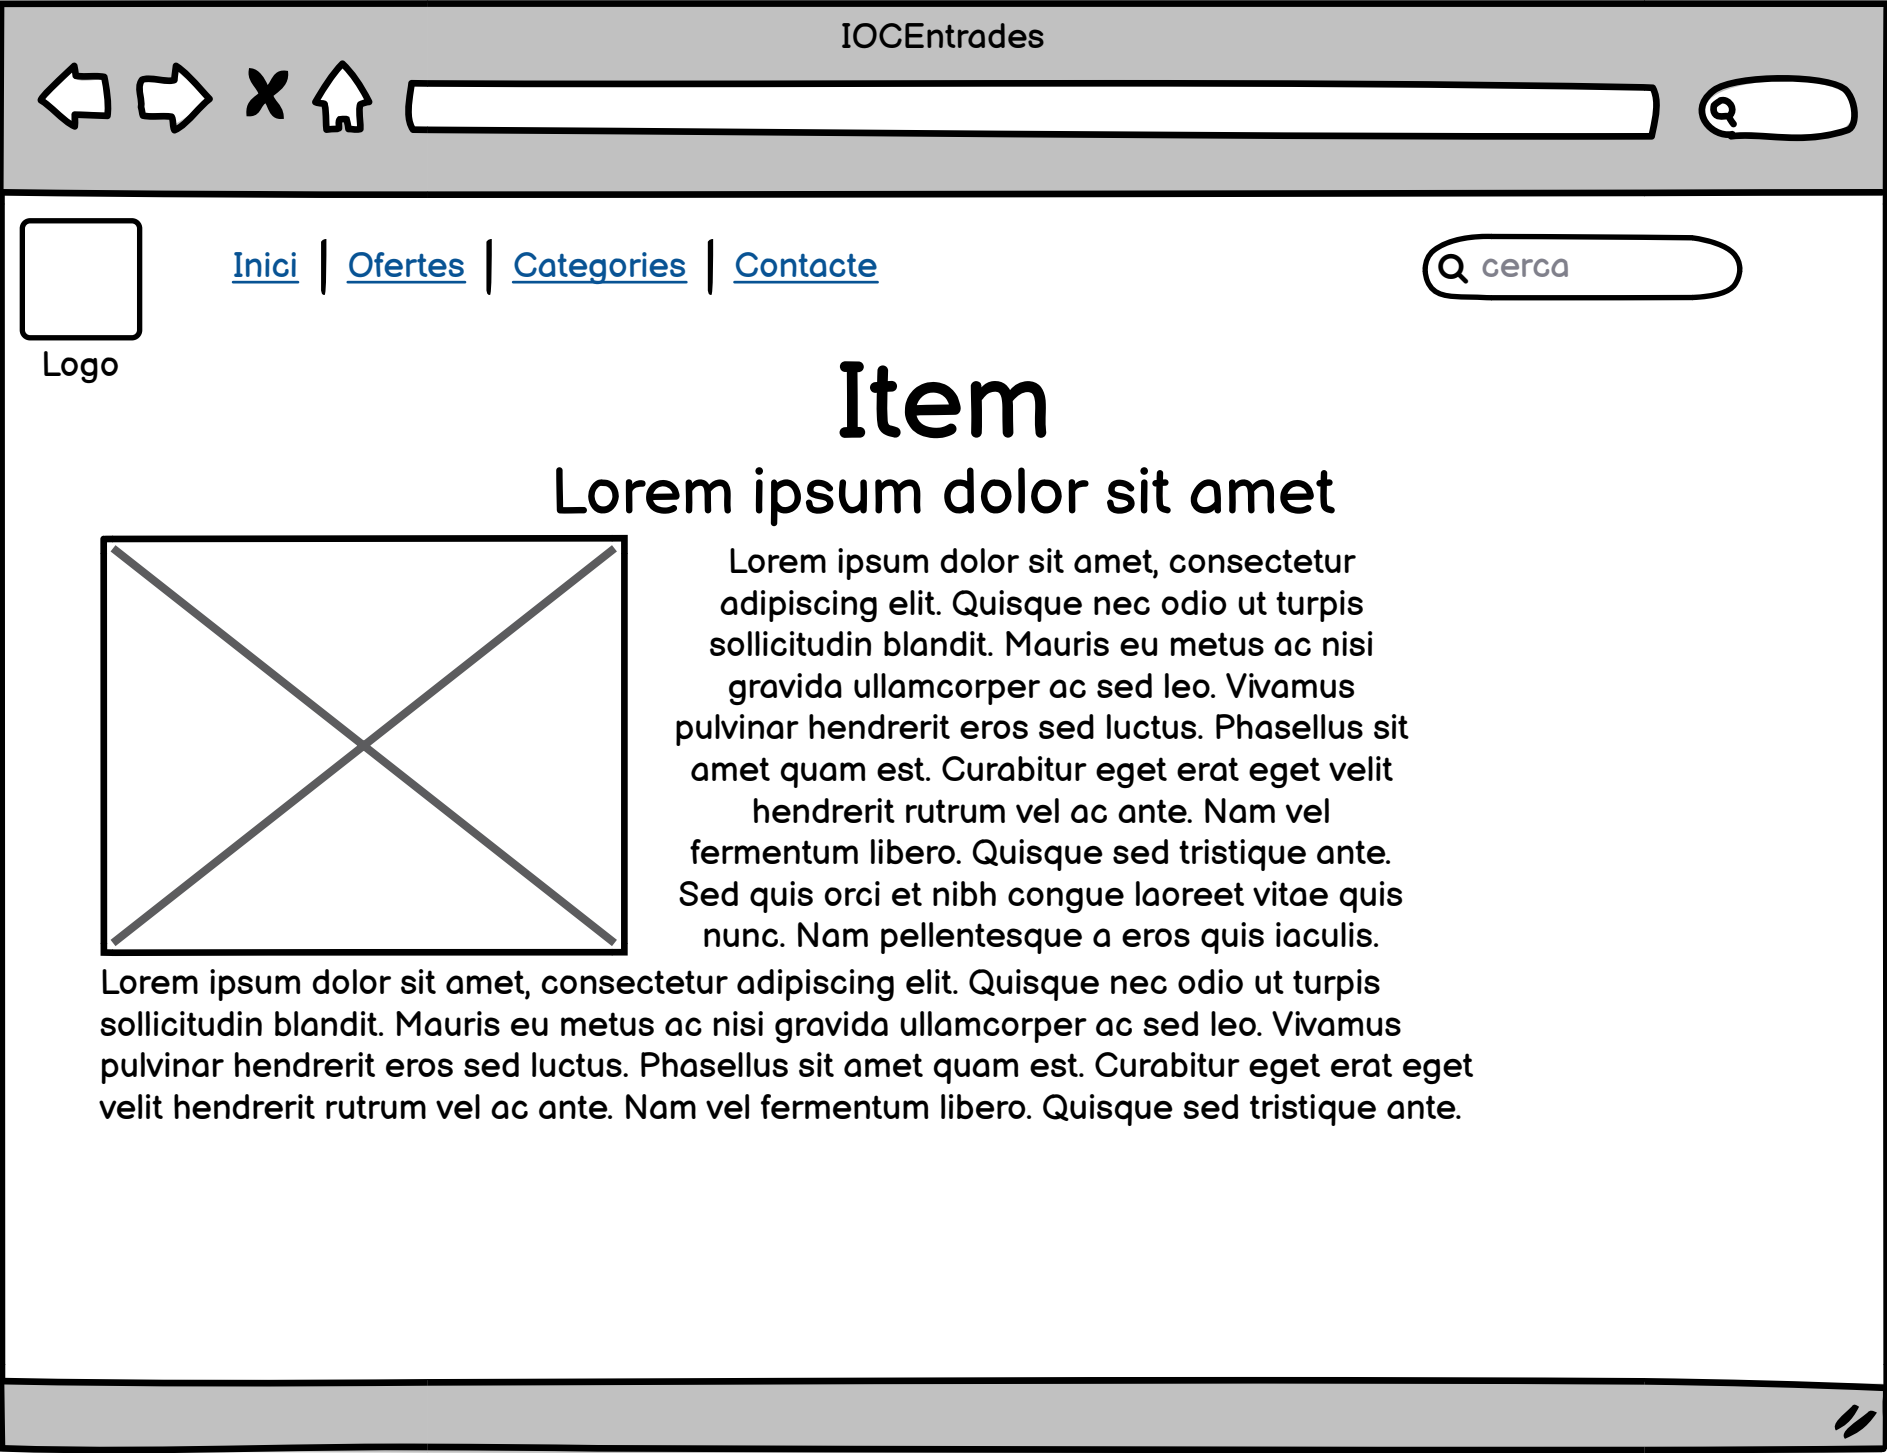 IOCEntrades
Inici | Ofertes | Categories | Contacte
cerca
Logo
Item
Lorem ipsum dolor sit amet
Lorem ipsum dolor sit amet, consectetur
adipiscing elit. Quisque nec odio ut turpis
sollicitudin blandit. Mauris eu metus ac nisi
gravida ullamcorper ac sed leo. Vivamus
pulvinar hendrerit eros sed luctus. Phasellus sit
amet quam est. Curabitur eget erat eget velit
hendrerit rutrum vel ac ante. Nam vel
fermentum libero. Quisque sed tristique ante.
Sed quis orci et nibh congue laoreet vitae quis
nunc. Nam pellentesque a eros quis iaculis.
Lorem ipsum dolor sit amet, consectetur adipiscing elit. Quisque nec odio ut turpis
sollicitudin blandit. Mauris eu metus ac nisi gravida ullamcorper ac sed leo. Vivamus
pulvinar hendrerit eros sed luctus. Phasellus sit amet quam est. Curabitur eget erat eget
velit hendrerit rutrum vel ac ante. Nam vel fermentum libero. Quisque sed tristique ante.